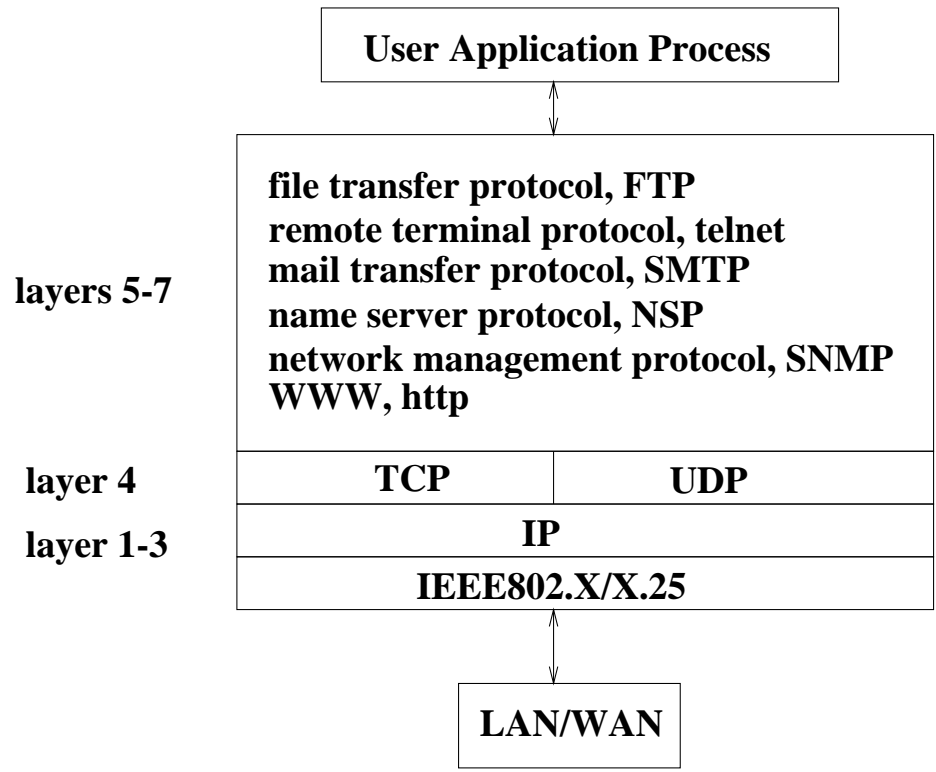 User Application Process
file transfer protocol, FTP
remote terminal protocol, telnet
mail transfer protocol, SMTP
layers 5-7
name server protocol, NSP
network management protocol, SNMP
WWW, http
layer 4
TCP
UDP
layer 1-3
IP
IEEE802.X/X.25
LAN/WAN